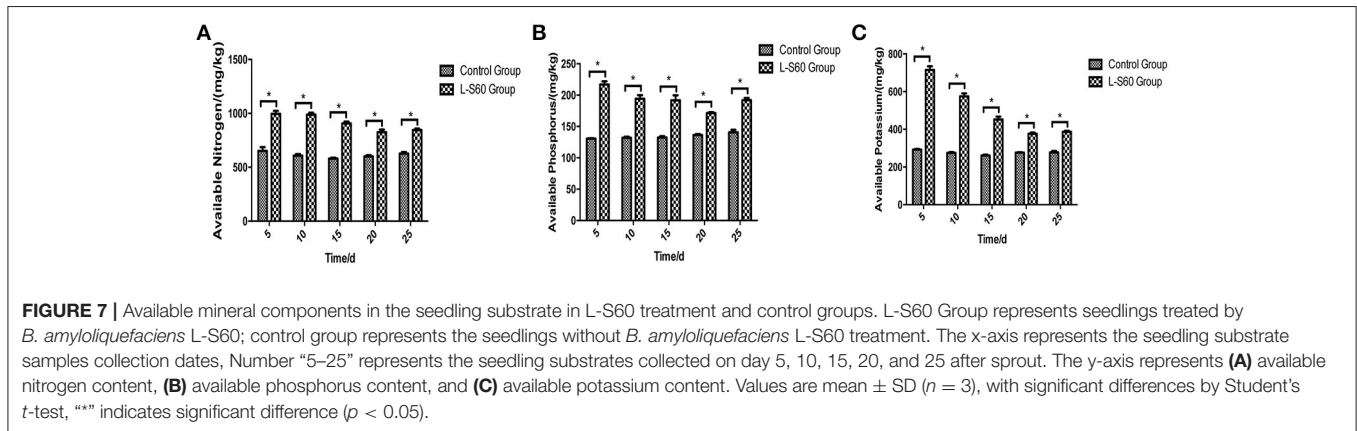 A
Available Nitrogen/(mg/kg)
1500
1000
500
0
5
10
15
20
25
Time/d
*
*
*
*
*
Control Group
L-S60 Group
B
Available Phosphorus/(mg/kg)
250
200
150
100
50
0
5
10
15
20
25
Time/d
*
*
*
*
*
Control Group
L-S60 Group
C
Available Potassium/(mg/kg)
800
600
400
200
0
5
10
15
20
25
Time/d
*
*
*
*
*
Control Group
L-S60 Group
FIGURE 7 | Available mineral components in the seedling substrate in L-S60 treatment and control groups. L-S60 Group represents seedlings treated by
B. amyloliquefaciens L-S60; control group represents the seedlings without B. amyloliquefaciens L-S60 treatment. The x-axis represents the seedling substrate
samples collection dates, Number “5–25” represents the seedling substrates collected on day 5, 10, 15, 20, and 25 after sprout. The y-axis represents (A) available
nitrogen content, (B) available phosphorus content, and (C) available potassium content. Values are mean ± SD (n = 3), with significant differences by Student’s
t-test, “*” indicates significant difference (p < 0.05).